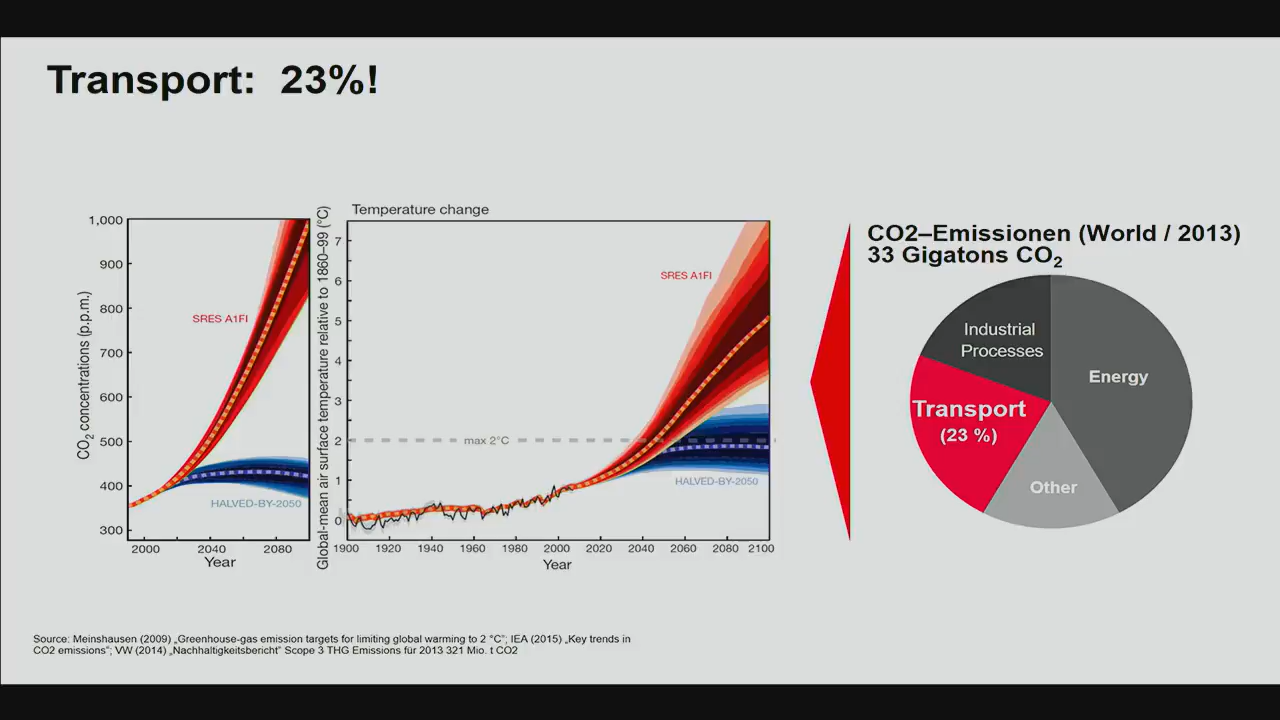 Transport: 23%!
1,000
900
800
700
600
500
400
300
CO2 concentrations (p.p.m.)
SRES A1FI
HALVED-BY-2050
2000 2040 2080
Year
Temperature change
Global-mean air surface temperature relative to 1860–99 (°C)
7
6
5
4
3
2
1
0
SRES A1FI
max 2°C
HALVED-BY-2050
1900 1920 1940 1960 1980 2000 2020 2040 2060 2080 2100
Year
CO2–Emissionen (World / 2013)
33 Gigatons CO2
Industrial
Processes
Energy
Transport
(23 %)
Other
Source: Meinshausen (2009) „Greenhouse-gas emission targets for limiting global warming to 2 °C“; IEA (2015) „Key trends in
CO2 emissions“; VW (2014) „Nachhaltigkeitsbericht“ Scope 3 THG Emissions für 2013 321 Mio. t CO2